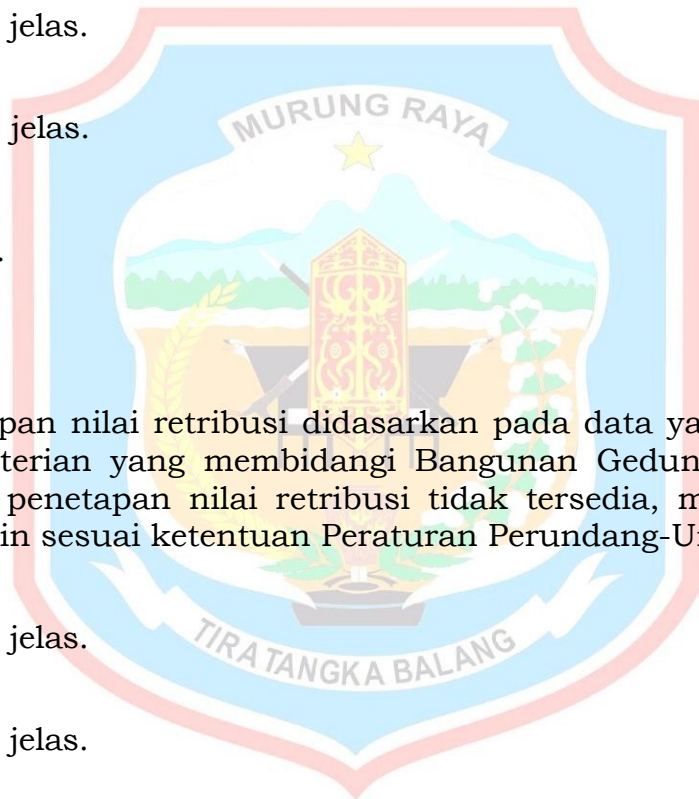 jelas.
MURUNG RAYA
jelas.
.
pan nilai retribusi didasarkan pada data ya
terian yang membidangi Bangunan Gedun
penetapan nilai retribusi tidak tersedia, m
in sesuai ketentuan Peraturan Perundang-Un
jelas.
TIRA TANGKA BALANG
jelas.